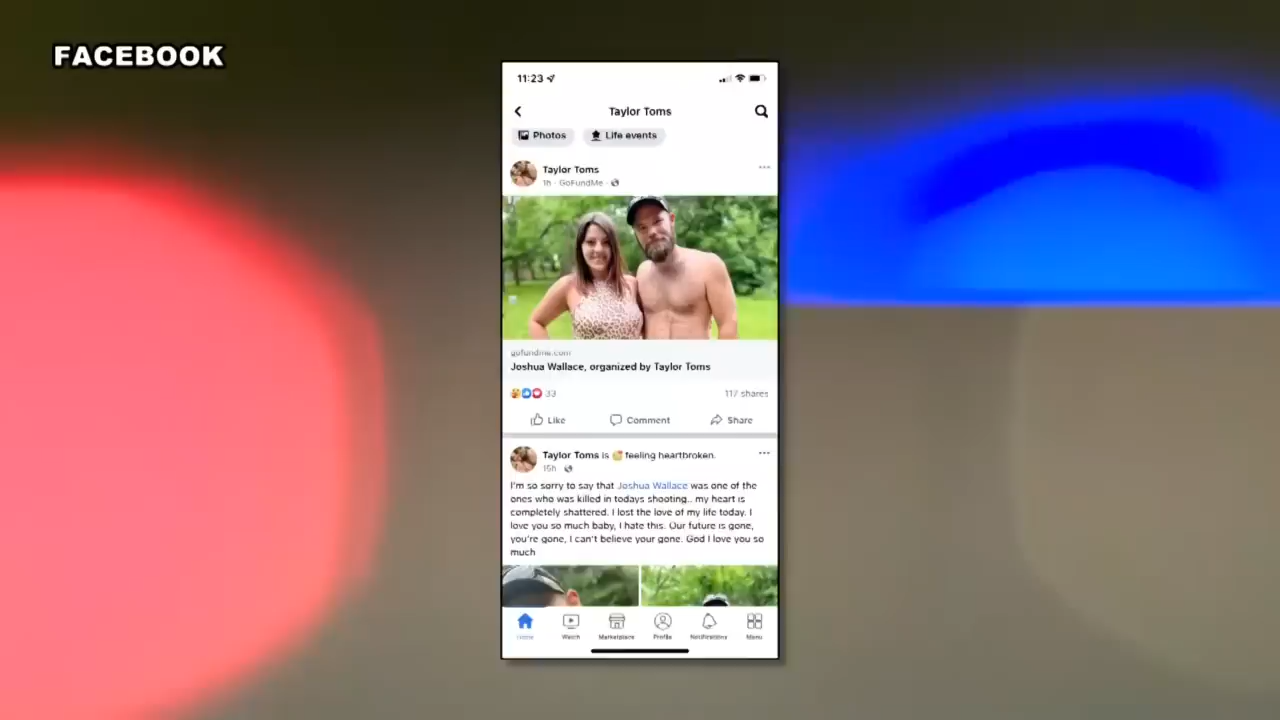 FACEBOOK
11:23
Taylor Toms
Photos
Life events
Taylor Toms
1h · GoFundMe ·
gofundme.com
Joshua Wallace, organized by Taylor Toms
33
117 shares
Like
Comment
Share
Taylor Toms is feeling heartbroken.
15h ·
I'm so sorry to say that Joshua Wallace was one of the
ones who was killed in todays shooting.. my heart is
completely shattered. I lost the love of my life today. I
love you so much baby, I hate this. Our future is gone,
you're gone, I can't believe your gone. God I love you so
much
Home
Watch
Marketplace
Profile
Notifications
Menu